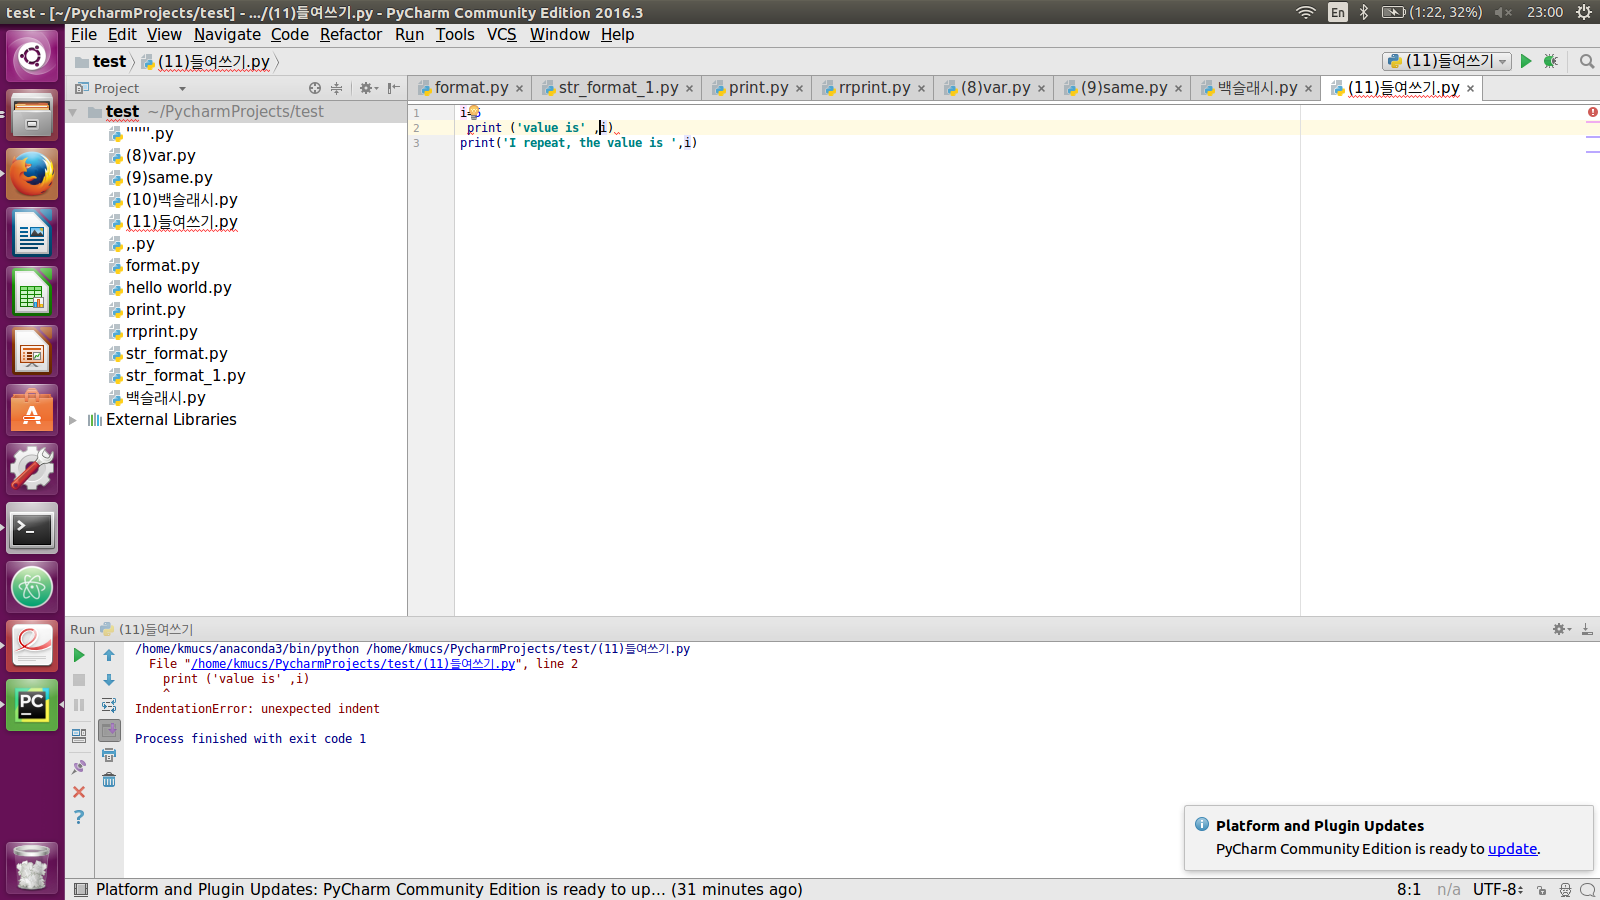 test - [~/PycharmProjects/test] - .../(11)들여쓰기.py - PyCharm Community Edition 2016.3
En
(1:22, 32%)
23:00
File Edit View Navigate Code Refactor Run Tools VCS Window Help
test (11)들여쓰기.py
(11)들여쓰기
Project
format.py str_format_1.py print.py rrprint.py (8)var.py (9)same.py 백슬래시.py (11)들여쓰기.py
test ~/PycharmProjects/test
""".py
(8)var.py
(9)same.py
(10)백슬래시.py
(11)들여쓰기.py
,.py
format.py
hello world.py
print.py
rrprint.py
str_format.py
str_format_1.py
백슬래시.py
External Libraries
1 i=
2 print ('value is' ,i)
3 print('I repeat, the value is ',i)
Run (11)들여쓰기
/home/kmucs/anaconda3/bin/python /home/kmucs/PycharmProjects/test/(11)들여쓰기.py
File "/home/kmucs/PycharmProjects/test/(11)들여쓰기.py", line 2
print ('value is' ,i)
^
IndentationError: unexpected indent
Process finished with exit code 1
Platform and Plugin Updates
PyCharm Community Edition is ready to update.
Platform and Plugin Updates: PyCharm Community Edition is ready to up... (31 minutes ago)
8:1 n/a UTF-8